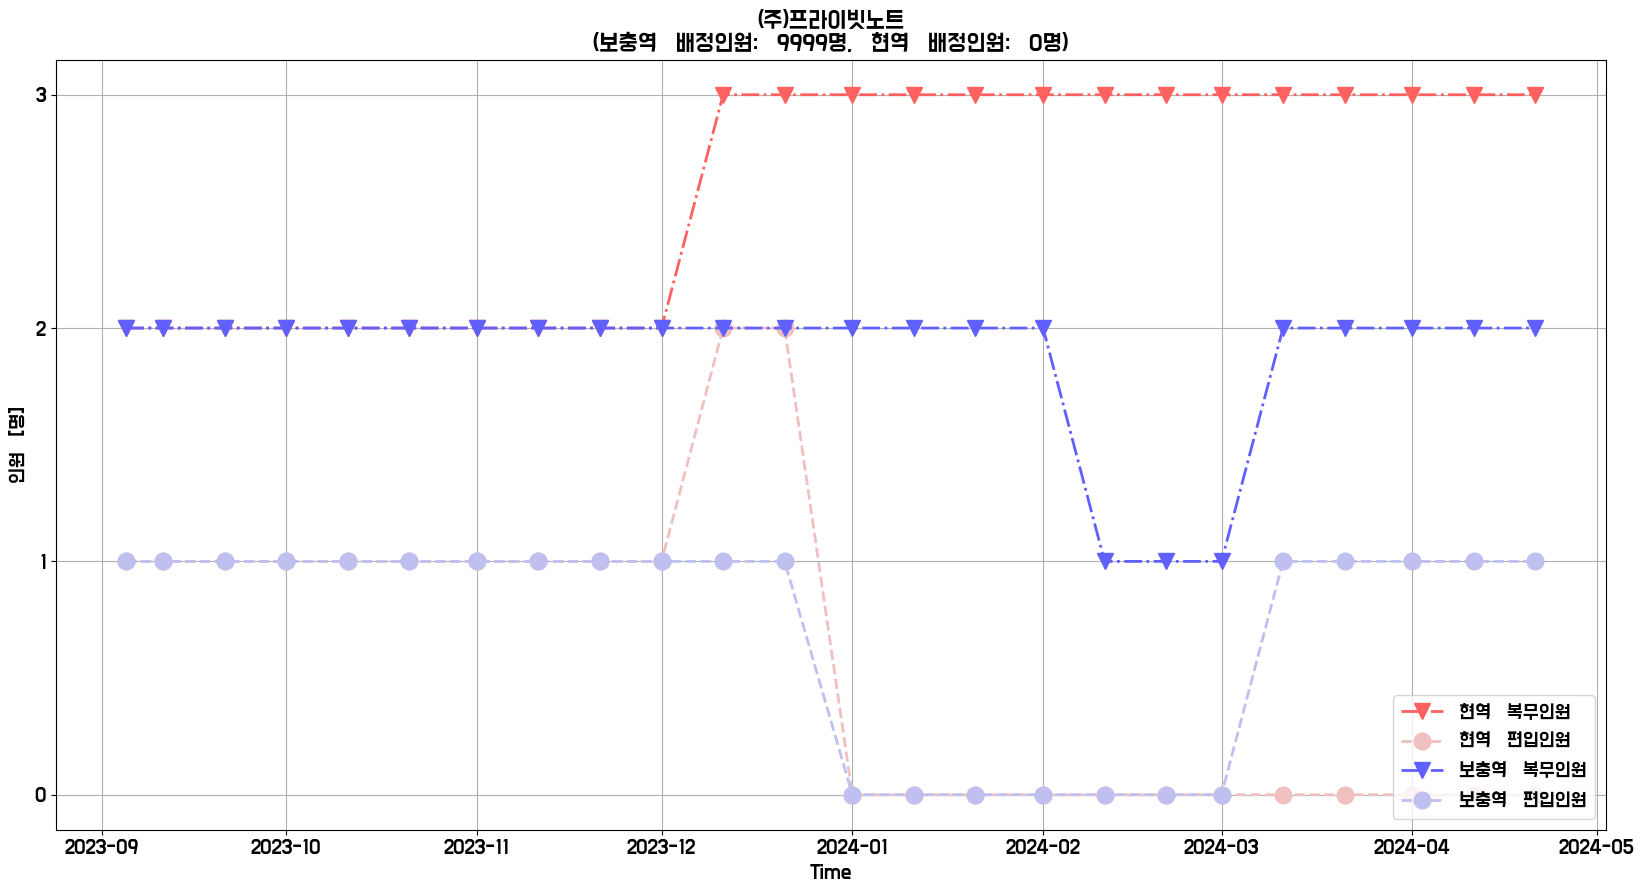 (주)프라이빗노트
(보충역 배정인원: 9999명, 현역 배정인원: 0명)
3
2
1
0
인원 [명]
2023-09 2023-10 2023-11 2023-12 2024-01 2024-02 2024-03 2024-04 2024-05
Time
현역 복무인원
현역 편입인원
보충역 복무인원
보충역 편입인원